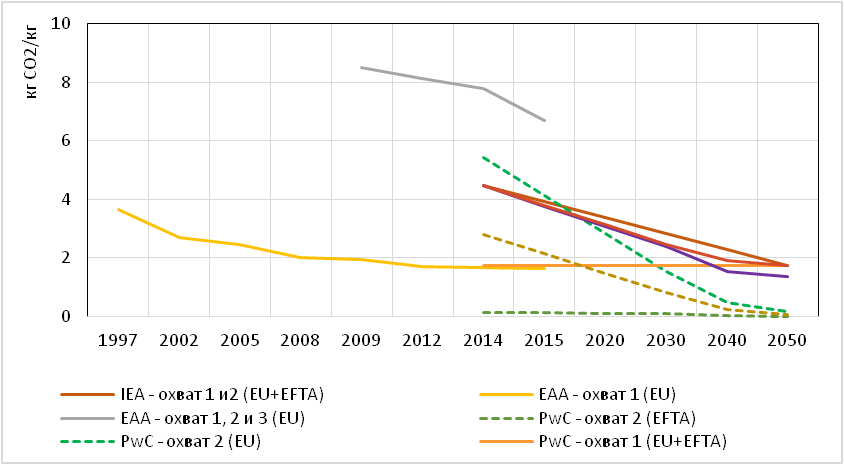 кг CO2/кг
10
8
6
4
2
0
1997 2002 2005 2008 2009 2012 2014 2015 2020 2030 2040 2050
IEA - охват 1 и2 (EU+EFTA)
EAA - охват 1 (EU)
EAA - охват 1, 2 и 3 (EU)
PwC - охват 2 (EFTA)
PwC - охват 2 (EU)
PwC - охват 1 (EU+EFTA)